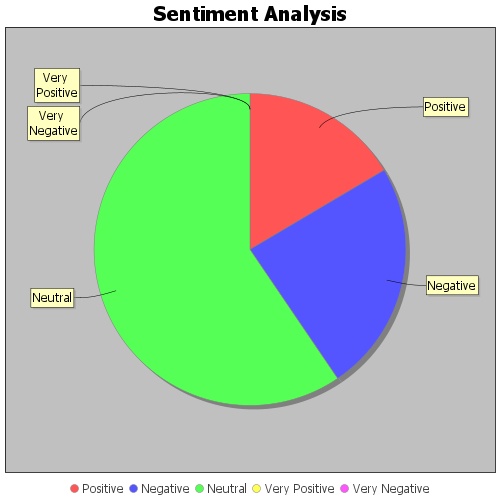 Sentiment Analysis
Very
Positive
Very
Negative
Positive
Neutral
Negative
Positive Negative Neutral Very Positive Very Negative